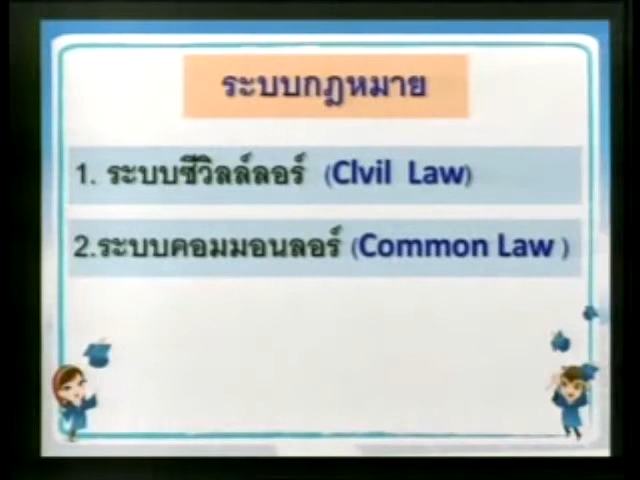 ระบบกฎหมาย
1. ระบบซีวิลล์ลอร์ (CIvil Law)
2.ระบบคอมมอนลอร์ (Common Law )